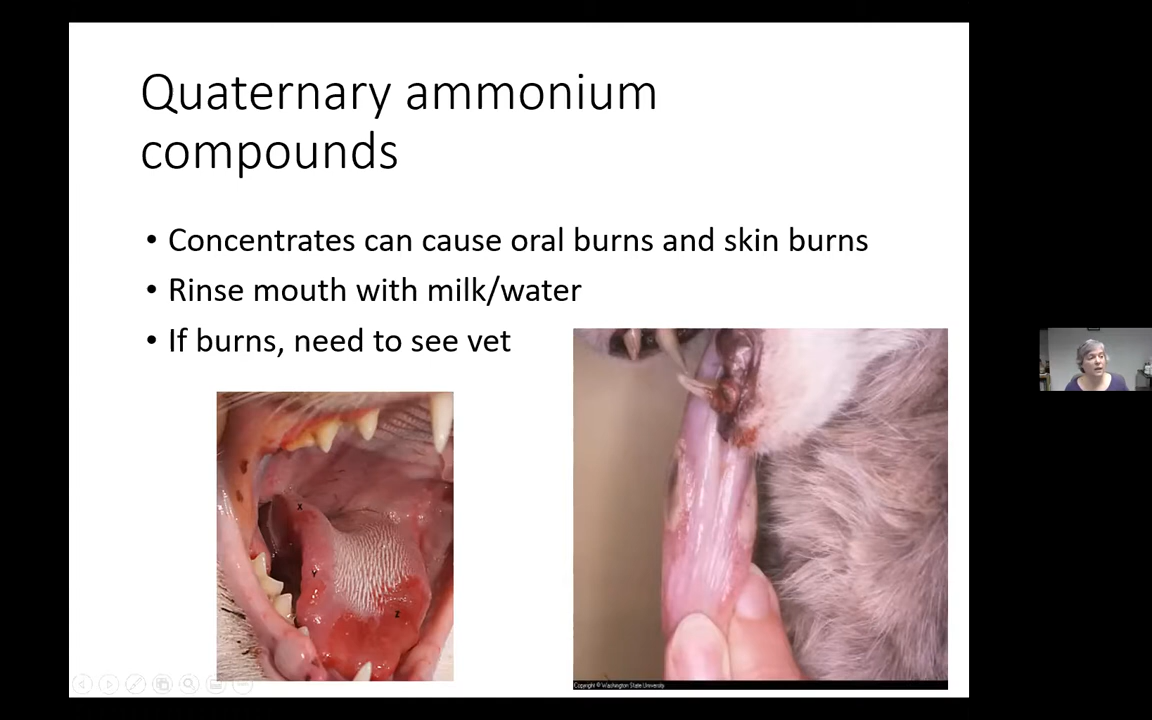 Quaternary ammonium
compounds
• Concentrates can cause oral burns and skin burns
• Rinse mouth with milk/water
• If burns, need to see vet
X
Y
Z
Copyright © Washington State University